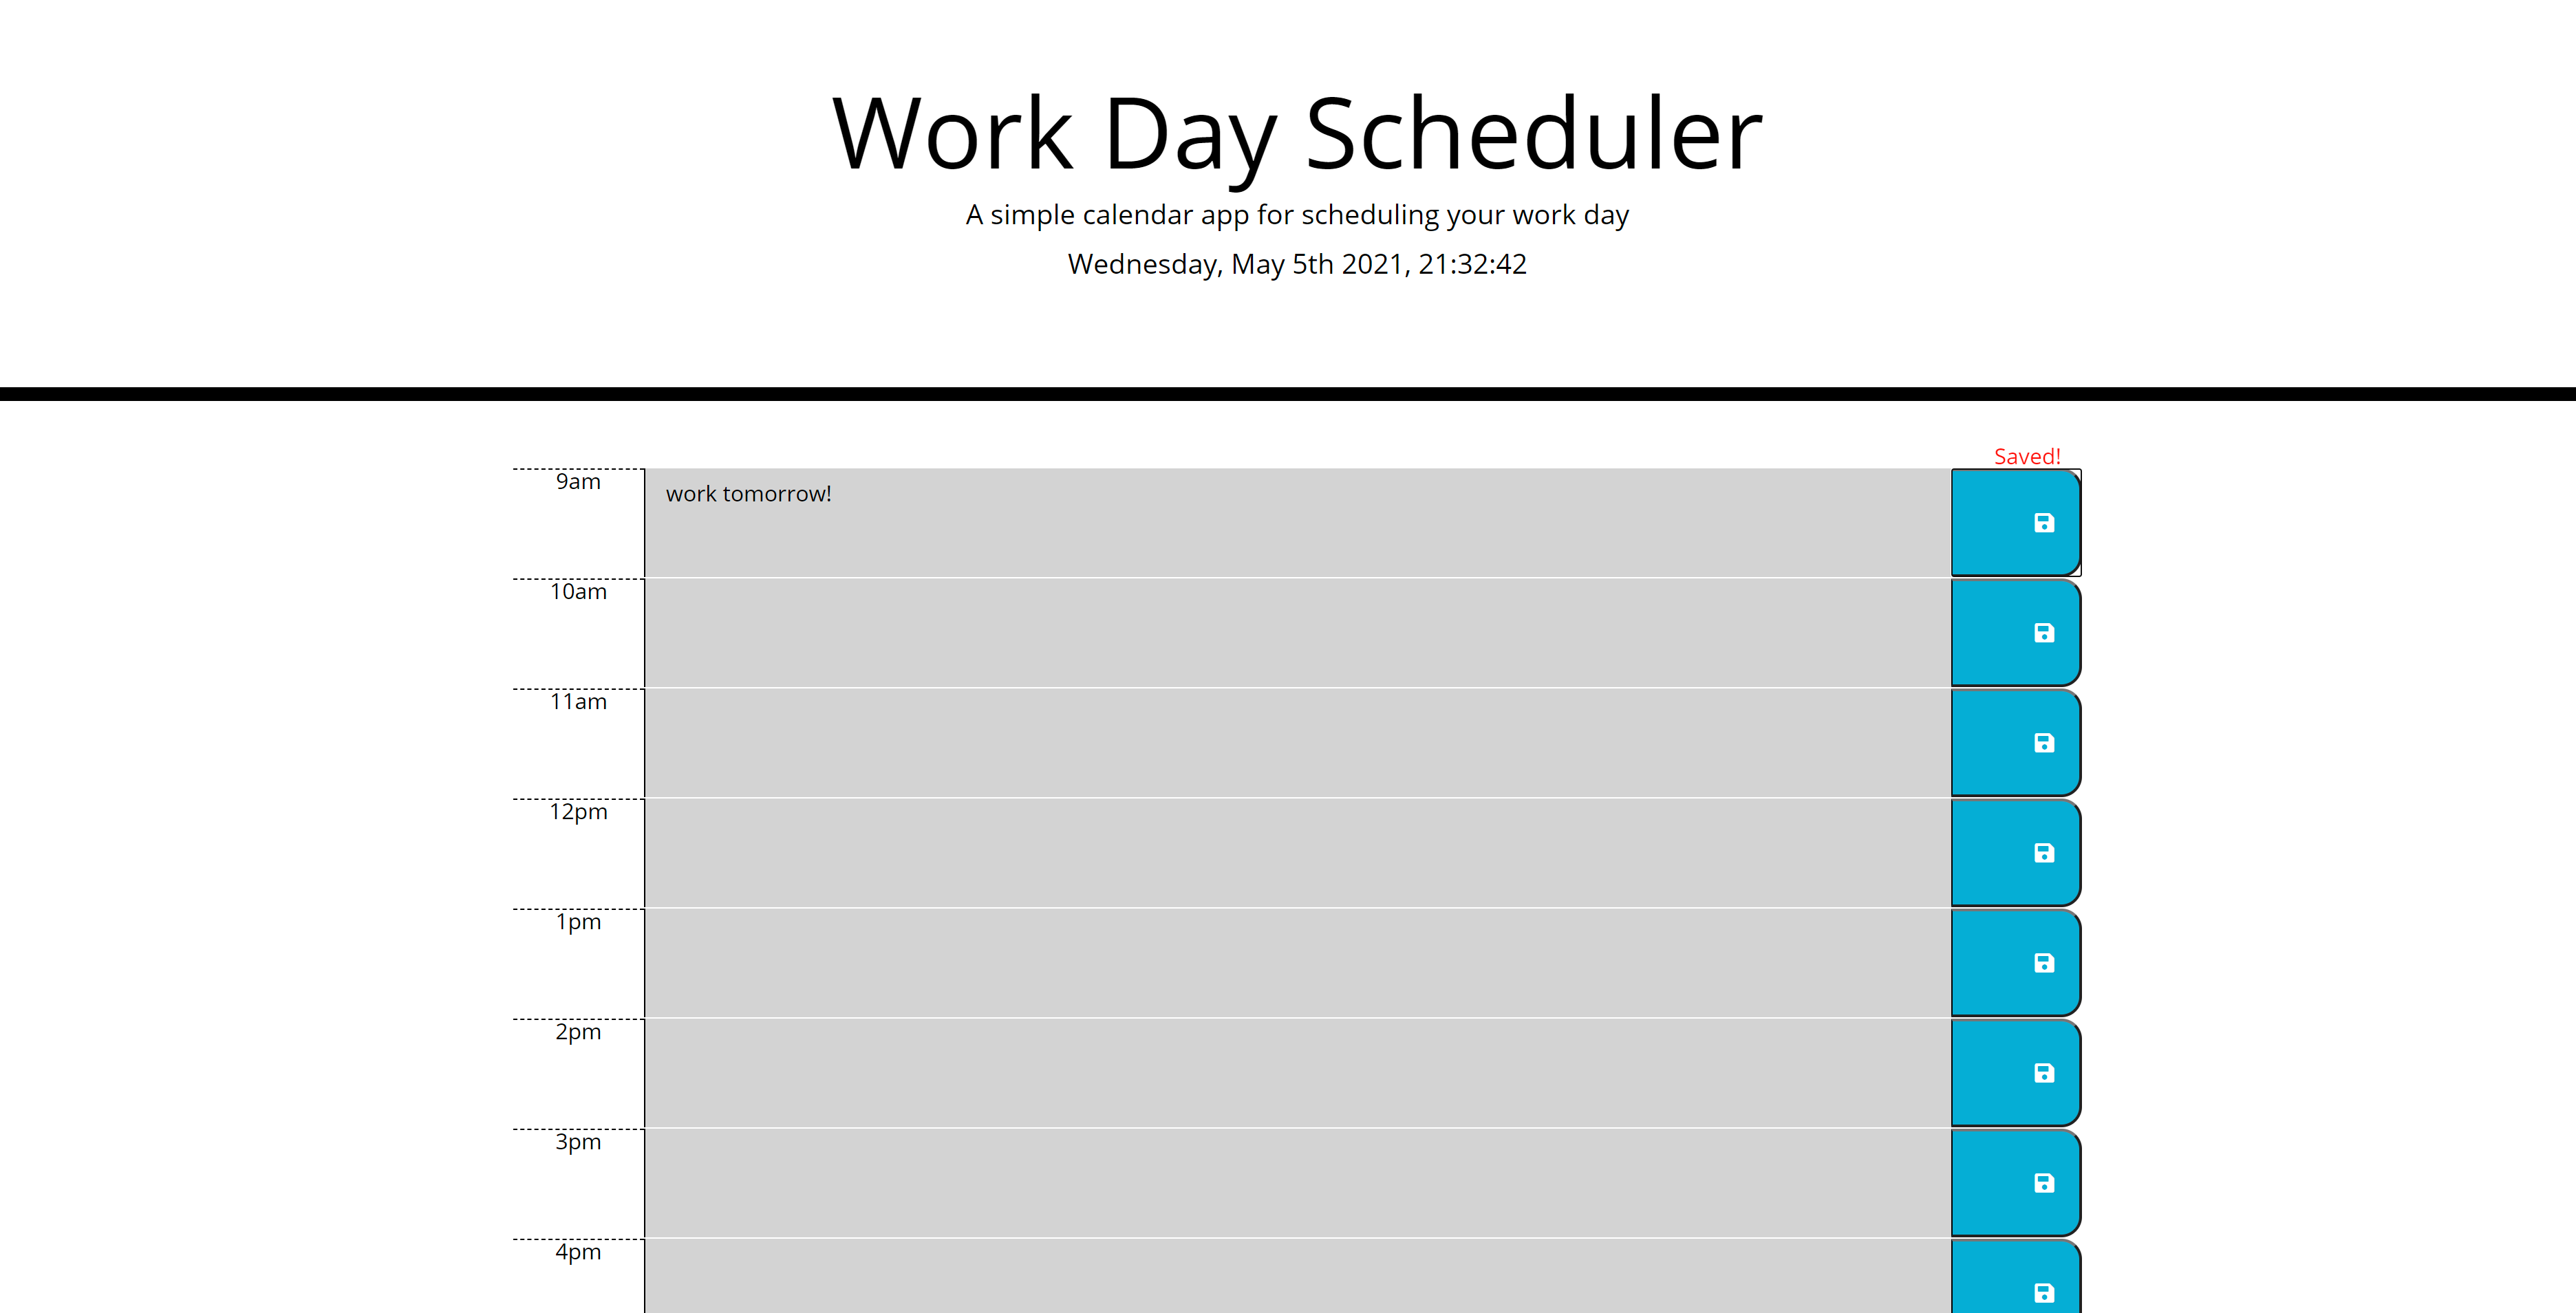 Work Day Scheduler
A simple calendar app for scheduling your work day
Wednesday, May 5th 2021, 21:32:42
Saved!
9am
work tomorrow!
10am
11am
12pm
1pm
2pm
3pm
4pm